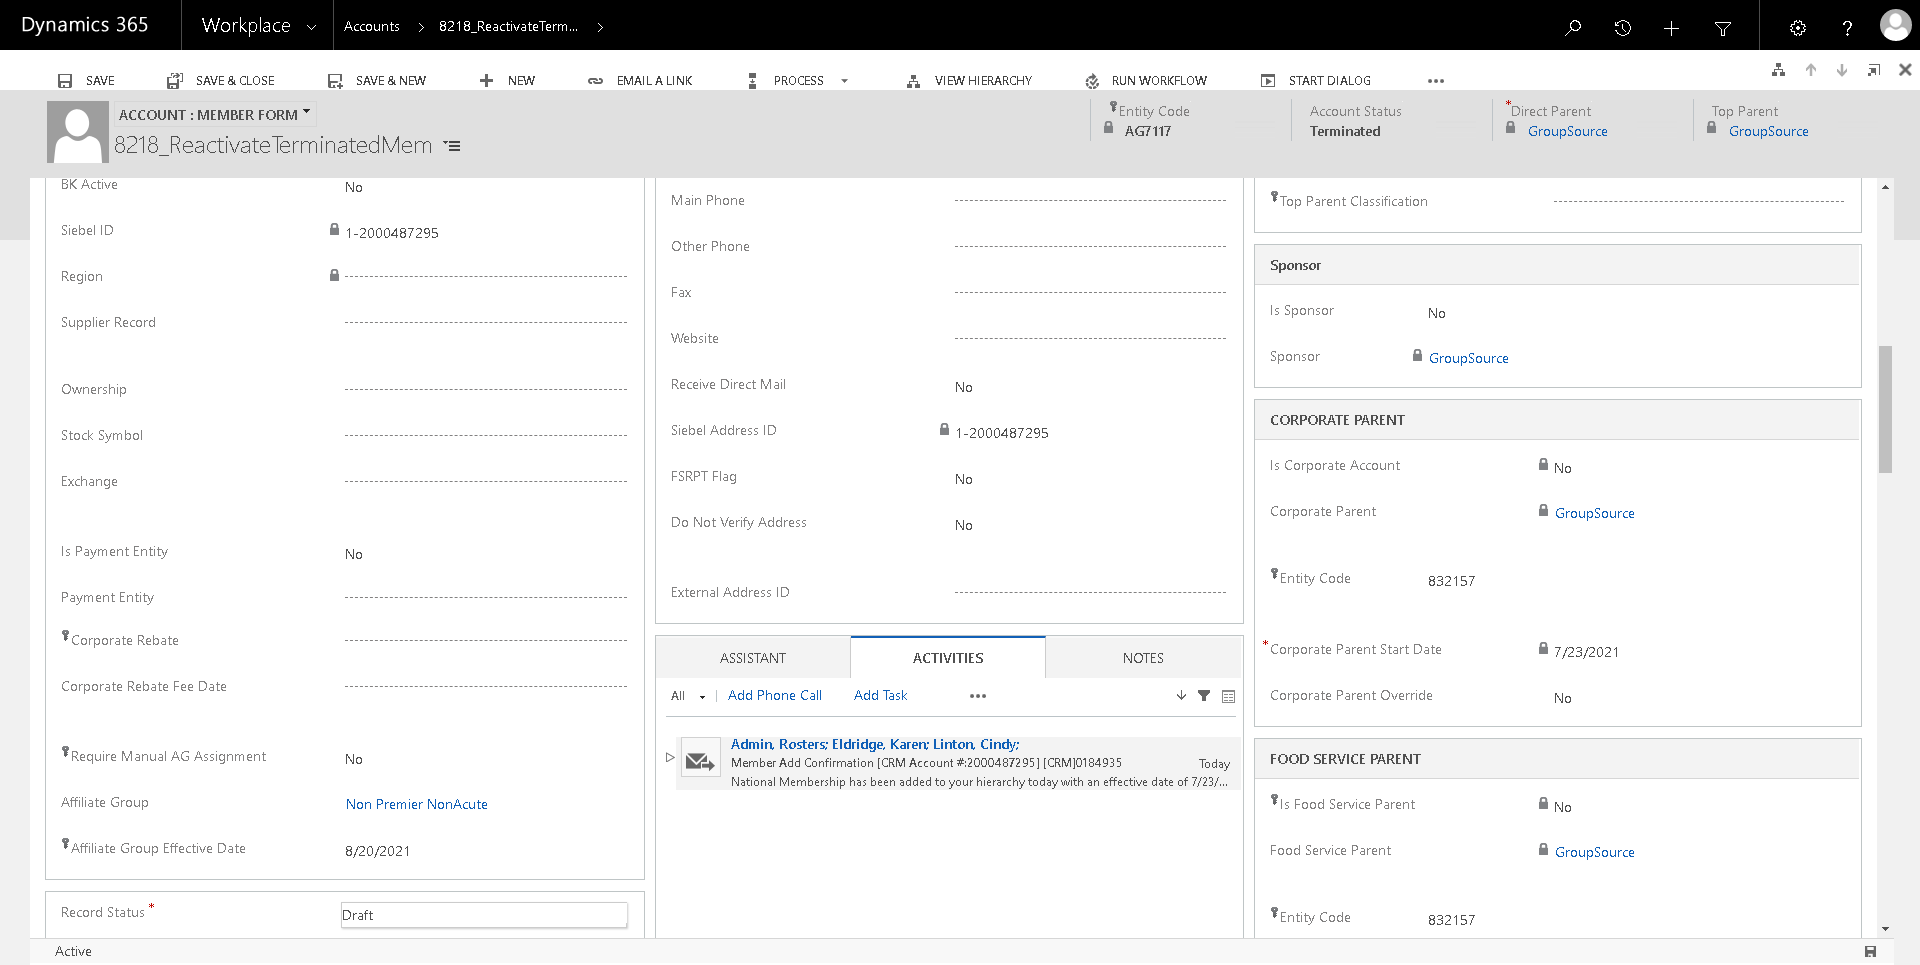 Dynamics 365
Workplace
Accounts
8218_ReactivateTerm...
SAVE
SAVE & CLOSE
SAVE & NEW
NEW
EMAIL A LINK
PROCESS
VIEW HIERARCHY
RUN WORKFLOW
START DIALOG
ACCOUNT : MEMBER FORM
8218_ReactivateTerminatedMem
Entity Code
AG7117
Account Status
Terminated
*Direct Parent
GroupSource
Top Parent
GroupSource
BK Active
No
Siebel ID
1-2000487295
Region
Supplier Record
Ownership
Stock Symbol
Exchange
Is Payment Entity
No
Payment Entity
Corporate Rebate
Corporate Rebate Fee Date
Require Manual AG Assignment
No
Affiliate Group
Non Premier NonAcute
Affiliate Group Effective Date
8/20/2021
Record Status *
Draft
Main Phone
Other Phone
Fax
Website
Receive Direct Mail
No
Siebel Address ID
1-2000487295
FSRPT Flag
No
Do Not Verify Address
No
External Address ID
ASSISTANT
ACTIVITIES
NOTES
All
Add Phone Call
Add Task
Admin, Rosters; Eldridge, Karen; Linton, Cindy;
Member Add Confirmation [CRM Account #:2000487295] [CRM]0184935
Today
National Membership has been added to your hierarchy today with an effective date of 7/23/...
Top Parent Classification
Sponsor
Is Sponsor
No
Sponsor
GroupSource
CORPORATE PARENT
Is Corporate Account
No
Corporate Parent
GroupSource
Entity Code
832157
*Corporate Parent Start Date
7/23/2021
Corporate Parent Override
No
FOOD SERVICE PARENT
Is Food Service Parent
No
Food Service Parent
GroupSource
Entity Code
832157
Active